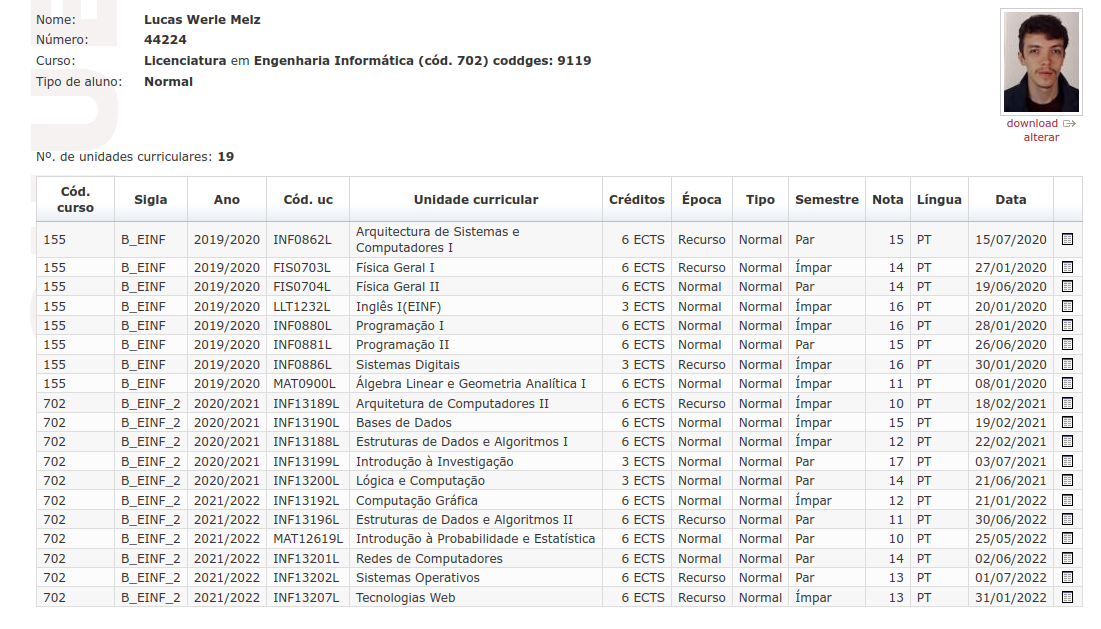 Nome: Lucas Werle Melz
Número: 44224
Curso: Licenciatura em Engenharia Informática (cód. 702) coddges: 9119
Tipo de aluno: Normal
download
alterar
Nº. de unidades curriculares: 19
Cód. curso Sigla Ano Cód. uc Unidade curricular Créditos Época Tipo Semestre Nota Língua Data
155 B_EINF 2019/2020 INF0862L Arquitectura de Sistemas e Computadores I 6 ECTS Recurso Normal Par 15 PT 15/07/2020
155 B_EINF 2019/2020 FIS0703L Física Geral I 6 ECTS Recurso Normal Ímpar 14 PT 27/01/2020
155 B_EINF 2019/2020 FIS0704L Física Geral II 6 ECTS Normal Normal Par 14 PT 19/06/2020
155 B_EINF 2019/2020 LLT1232L Inglês I(EINF) 3 ECTS Normal Normal Ímpar 16 PT 20/01/2020
155 B_EINF 2019/2020 INF0880L Programação I 6 ECTS Normal Normal Ímpar 16 PT 28/01/2020
155 B_EINF 2019/2020 INF0881L Programação II 6 ECTS Normal Normal Par 15 PT 26/06/2020
155 B_EINF 2019/2020 INF0886L Sistemas Digitais 3 ECTS Recurso Normal Ímpar 16 PT 30/01/2020
155 B_EINF 2019/2020 MAT0900L Álgebra Linear e Geometria Analítica I 6 ECTS Normal Normal Ímpar 11 PT 08/01/2020
702 B_EINF_2 2020/2021 INF13189L Arquitetura de Computadores II 6 ECTS Recurso Normal Ímpar 10 PT 18/02/2021
702 B_EINF_2 2020/2021 INF13190L Bases de Dados 6 ECTS Normal Normal Ímpar 15 PT 19/02/2021
702 B_EINF_2 2020/2021 INF13188L Estruturas de Dados e Algoritmos I 6 ECTS Normal Normal Ímpar 12 PT 22/02/2021
702 B_EINF_2 2020/2021 INF13199L Introdução à Investigação 3 ECTS Normal Normal Par 17 PT 03/07/2021
702 B_EINF_2 2020/2021 INF13200L Lógica e Computação 3 ECTS Normal Normal Par 14 PT 21/06/2021
702 B_EINF_2 2021/2022 INF13192L Computação Gráfica 6 ECTS Normal Normal Ímpar 12 PT 21/01/2022
702 B_EINF_2 2021/2022 INF13196L Estruturas de Dados e Algoritmos II 6 ECTS Recurso Normal Par 11 PT 30/06/2022
702 B_EINF_2 2021/2022 MAT12619L Introdução à Probabilidade e Estatística 6 ECTS Normal Normal Par 10 PT 25/05/2022
702 B_EINF_2 2021/2022 INF13201L Redes de Computadores 6 ECTS Normal Normal Par 14 PT 02/06/2022
702 B_EINF_2 2021/2022 INF13202L Sistemas Operativos 6 ECTS Recurso Normal Par 13 PT 01/07/2022
702 B_EINF_2 2021/2022 INF13207L Tecnologias Web 6 ECTS Recurso Normal Ímpar 13 PT 31/01/2022